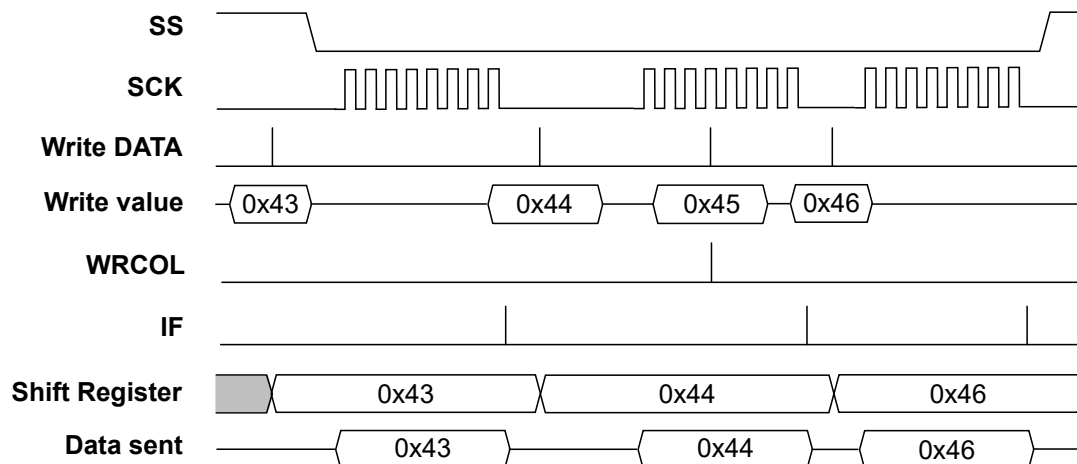 SS
SCK
Write DATA
Write value 0x43 0x44 0x45 0x46
WRCOL
IF
Shift Register 0x43 0x44 0x46
Data sent 0x43 0x44 0x46